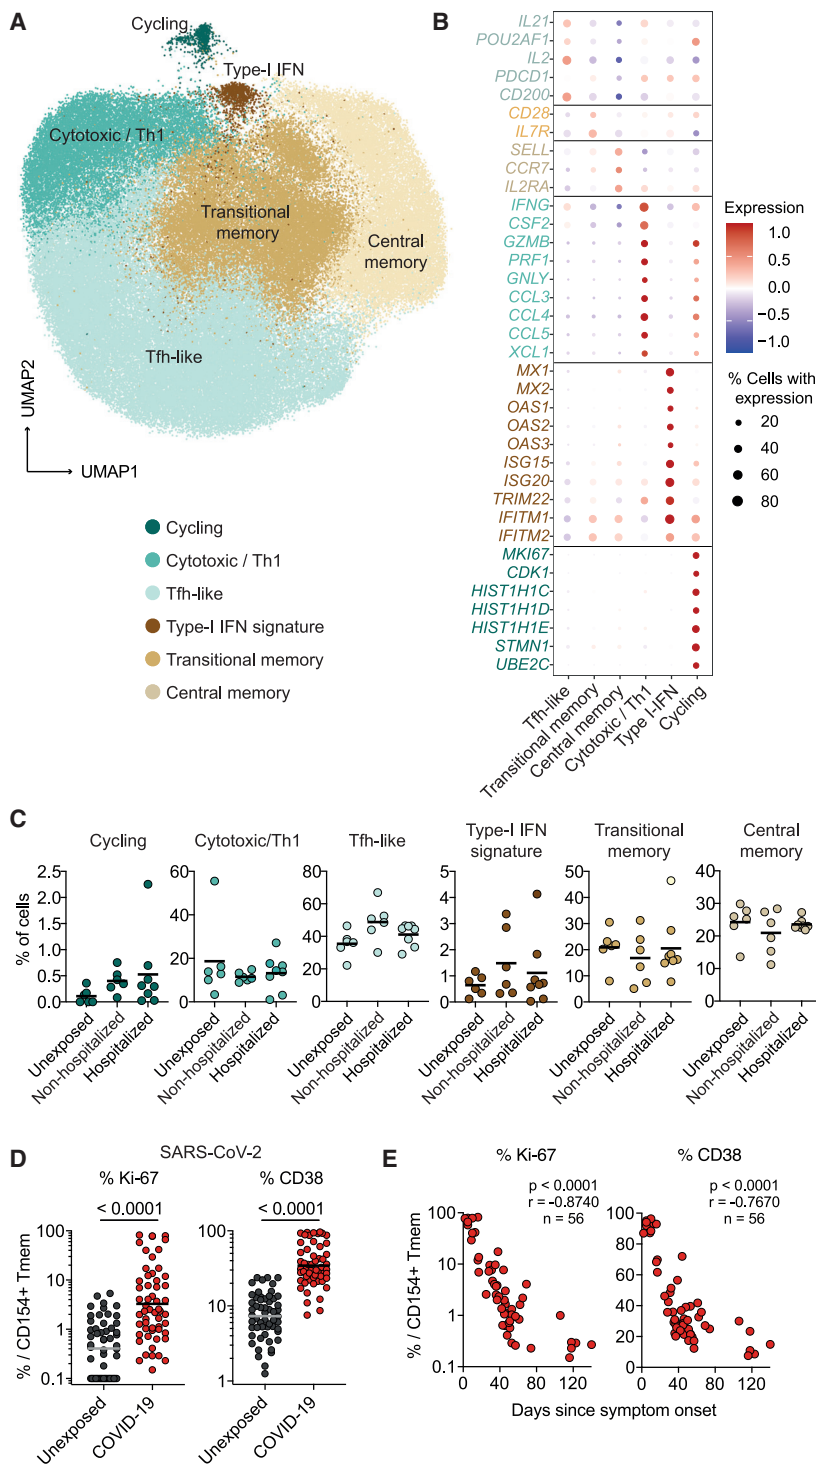 A
Cycling
Type-I IFN
Cytotoxic / Th1
Transitional
memory
Central
memory
Tfh-like
UMAP2
UMAP1
Cycling
Cytotoxic / Th1
Tfh-like
Type-I IFN signature
Transitional memory
Central memory
B
IL21
POU2AF1
IL2
PDCD1
CD200
CD28
IL7R
SELL
CCR7
IL2RA
IFNG
CSF2
GZMB
PRF1
GNLY
CCL3
CCL4
CCL5
XCL1
MX1
MX2
OAS1
OAS2
OAS3
ISG15
ISG20
TRIM22
IFITM1
IFITM2
MKI67
CDK1
HIST1H1C
HIST1H1D
HIST1H1E
STMN1
UBE2C
Tfh-like
Transitional memory
Central memory
Cytotoxic / Th1
Type I-IFN
Cycling
Expression
1.0
0.5
0.0
−0.5
−1.0
% Cells with
expression
20
40
60
80
C
% of cells
Cycling
2.5
2.0
1.5
1.0
0.5
0.0
Unexposed
Non-hospitalized
Hospitalized
Cytotoxic/Th1
60
40
20
0
Unexposed
Non-hospitalized
Hospitalized
Tfh-like
80
60
40
20
0
Unexposed
Non-hospitalized
Hospitalized
Type-I IFN
signature
5
4
3
2
1
0
Unexposed
Non-hospitalized
Hospitalized
Transitional
memory
50
40
30
20
10
0
Unexposed
Non-hospitalized
Hospitalized
Central
memory
40
30
20
10
0
Unexposed
Non-hospitalized
Hospitalized
D
SARS-CoV-2
% Ki-67
< 0.0001
% / CD154+ Tmem
100
10
1
0.1
Unexposed
COVID-19
% CD38
< 0.0001
100
10
1
Unexposed
COVID-19
E
% Ki-67
p < 0.0001
r = -0.8740
n = 56
% / CD154+ Tmem
100
10
1
0.1
0
40
80
120
% CD38
p < 0.0001
r = -0.7670
n = 56
100
80
60
40
20
0
0
40
80
120
Days since symptom onset